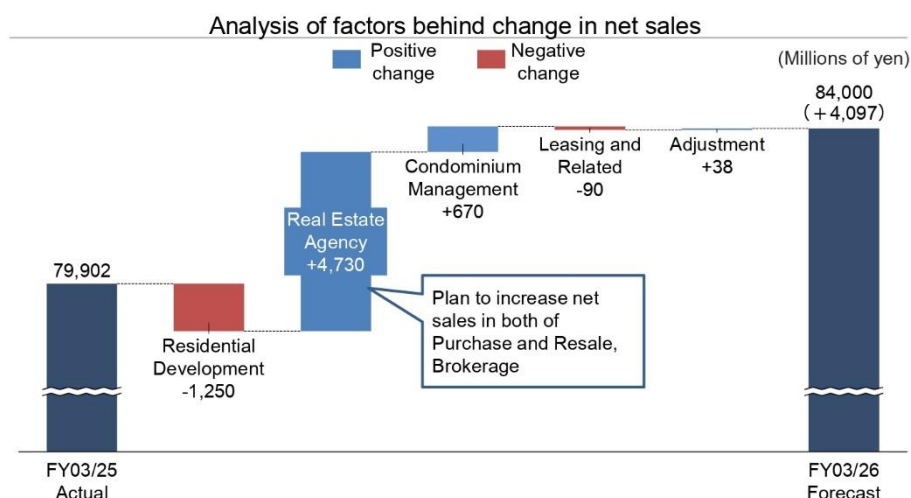 Analysis of factors behind change in net sales
Positive
change
Negative
change
(Millions of yen)
84,000
(+4,097)
Leasing and
Related
-90
Adjustment
+38
Condominium
Management
+670
Real Estate
Agency
+4,730
79,902
Plan to increase net
sales in both of
Purchase and Resale,
Brokerage
Residential
Development
-1,250
FY03/25
Actual
FY03/26
Forecast